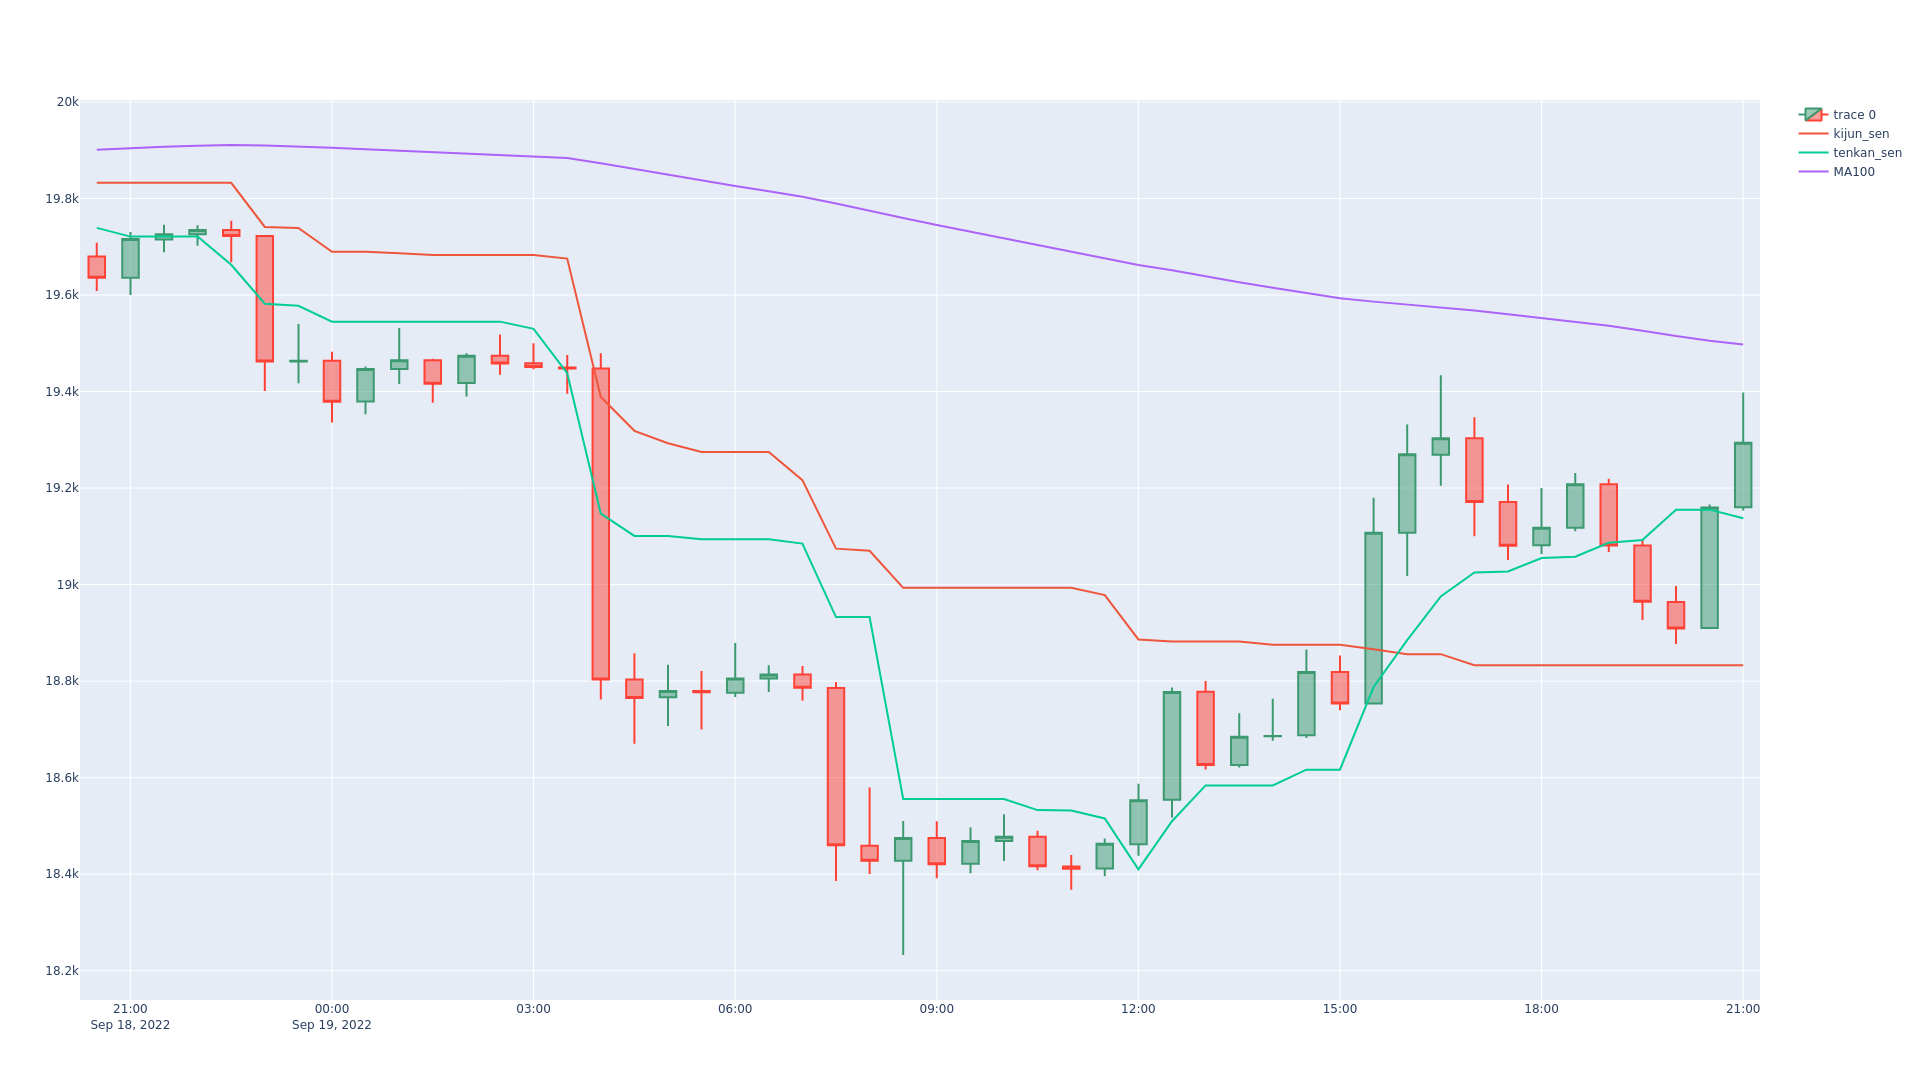 20k
19.8k
19.6k
19.4k
19.2k
19k
18.8k
18.6k
18.4k
18.2k
21:00 00:00 03:00 06:00 09:00 12:00 15:00 18:00 21:00
Sep 18, 2022 Sep 19, 2022
trace 0
kijun_sen
tenkan_sen
MA100